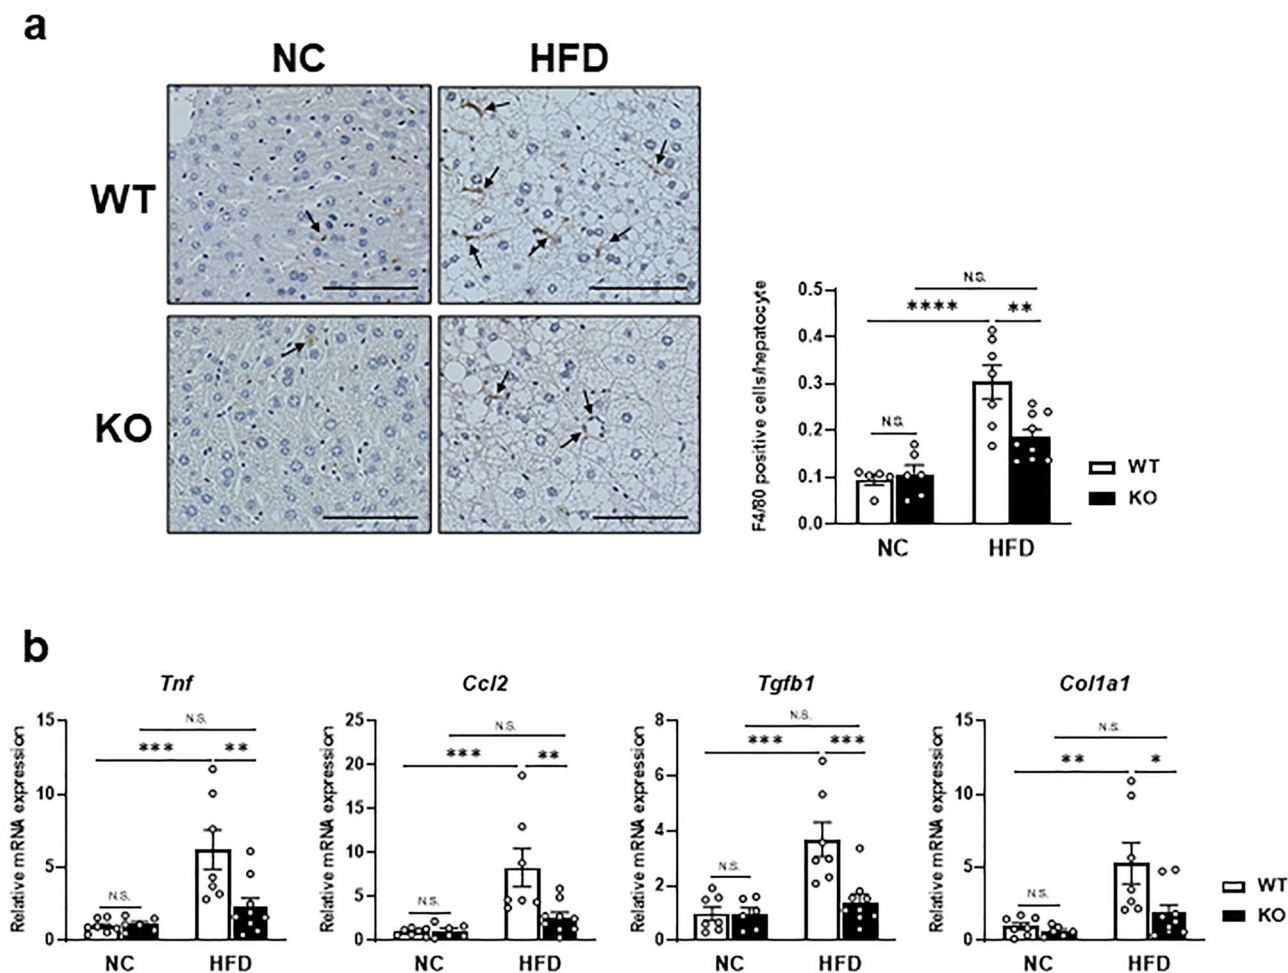 a
NC HFD
WT
KO
F4/80 positive cells/hepatocyte
0.5
0.4
0.3
0.2
0.1
0.0
N.S.
**** **
N.S.
NC HFD
WT
KO
b
Tnf
Relative mRNA expression
15
10
5
0
N.S.
*** **
N.S.
NC HFD
Ccl2
Relative mRNA expression
25
20
15
10
5
0
N.S.
*** **
N.S.
NC HFD
Tgfb1
Relative mRNA expression
8
6
4
2
0
N.S.
*** ***
N.S.
NC HFD
Col1a1
Relative mRNA expression
15
10
5
0
N.S.
** *
N.S.
NC HFD
WT
KO